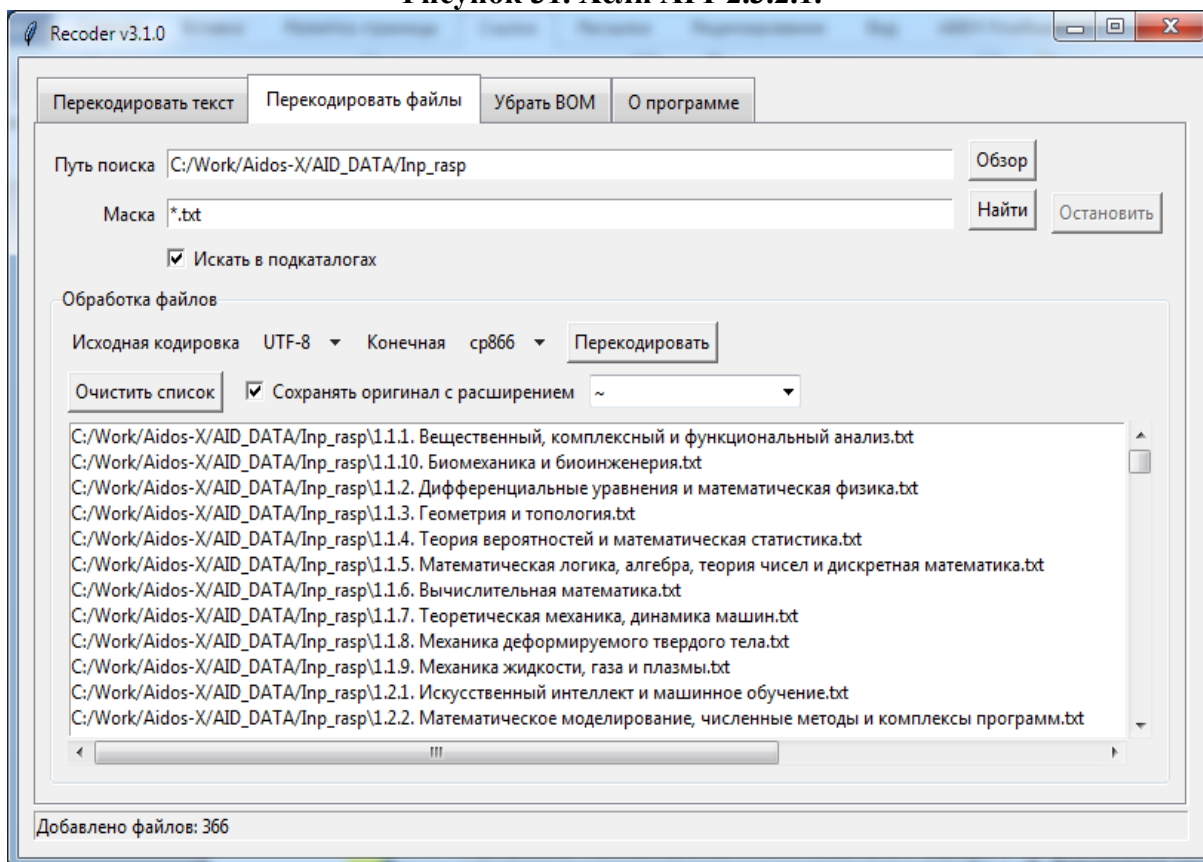 Recoder v3.1.0
Перекодировать текст Перекодировать файлы Убрать BOM О программе
Путь поиска C:/Work/Aidos-X/AID_DATA/Inp_rasp Обзор
Маска *.txt Найти Остановить
Искать в подкаталогах
Обработка файлов
Исходная кодировка UTF-8 Конечная cp866 Перекодировать
Очистить список Сохранять оригинал с расширением ~
C:/Work/Aidos-X/AID_DATA/Inp_rasp\1.1.1. Вещественный, комплексный и функциональный анализ.txt
C:/Work/Aidos-X/AID_DATA/Inp_rasp\1.1.10. Биомеханика и биоинженерия.txt
C:/Work/Aidos-X/AID_DATA/Inp_rasp\1.1.2. Дифференциальные уравнения и математическая физика.txt
C:/Work/Aidos-X/AID_DATA/Inp_rasp\1.1.3. Геометрия и топология.txt
C:/Work/Aidos-X/AID_DATA/Inp_rasp\1.1.4. Теория вероятностей и математическая статистика.txt
C:/Work/Aidos-X/AID_DATA/Inp_rasp\1.1.5. Математическая логика, алгебра, теория чисел и дискретная математика.txt
C:/Work/Aidos-X/AID_DATA/Inp_rasp\1.1.6. Вычислительная математика.txt
C:/Work/Aidos-X/AID_DATA/Inp_rasp\1.1.7. Теоретическая механика, динамика машин.txt
C:/Work/Aidos-X/AID_DATA/Inp_rasp\1.1.8. Механика деформируемого твердого тела.txt
C:/Work/Aidos-X/AID_DATA/Inp_rasp\1.1.9. Механика жидкости, газа и плазмы.txt
C:/Work/Aidos-X/AID_DATA/Inp_rasp\1.2.1. Искусственный интеллект и машинное обучение.txt
C:/Work/Aidos-X/AID_DATA/Inp_rasp\1.2.2. Математическое моделирование, численные методы и комплексы программ.txt
Добавлено файлов: 366